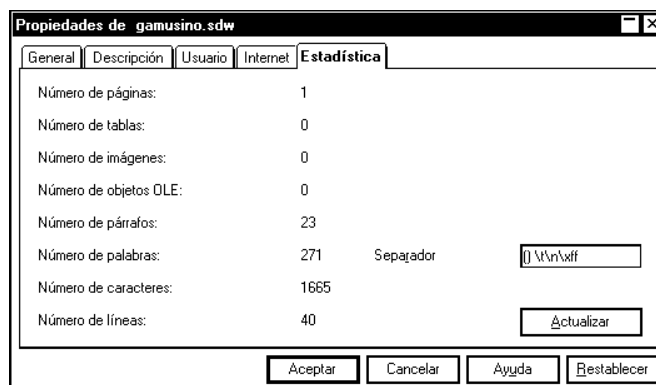 Propiedades de gamusino.sdw
General Descripción Usuario Internet Estadística
Número de páginas: 1
Número de tablas: 0
Número de imágenes: 0
Número de objetos OLE: 0
Número de párrafos: 23
Número de palabras: 271 Separador () \t\n\xff
Número de caracteres: 1665
Número de líneas: 40 Actualizar
Aceptar Cancelar Ayuda Restablecer